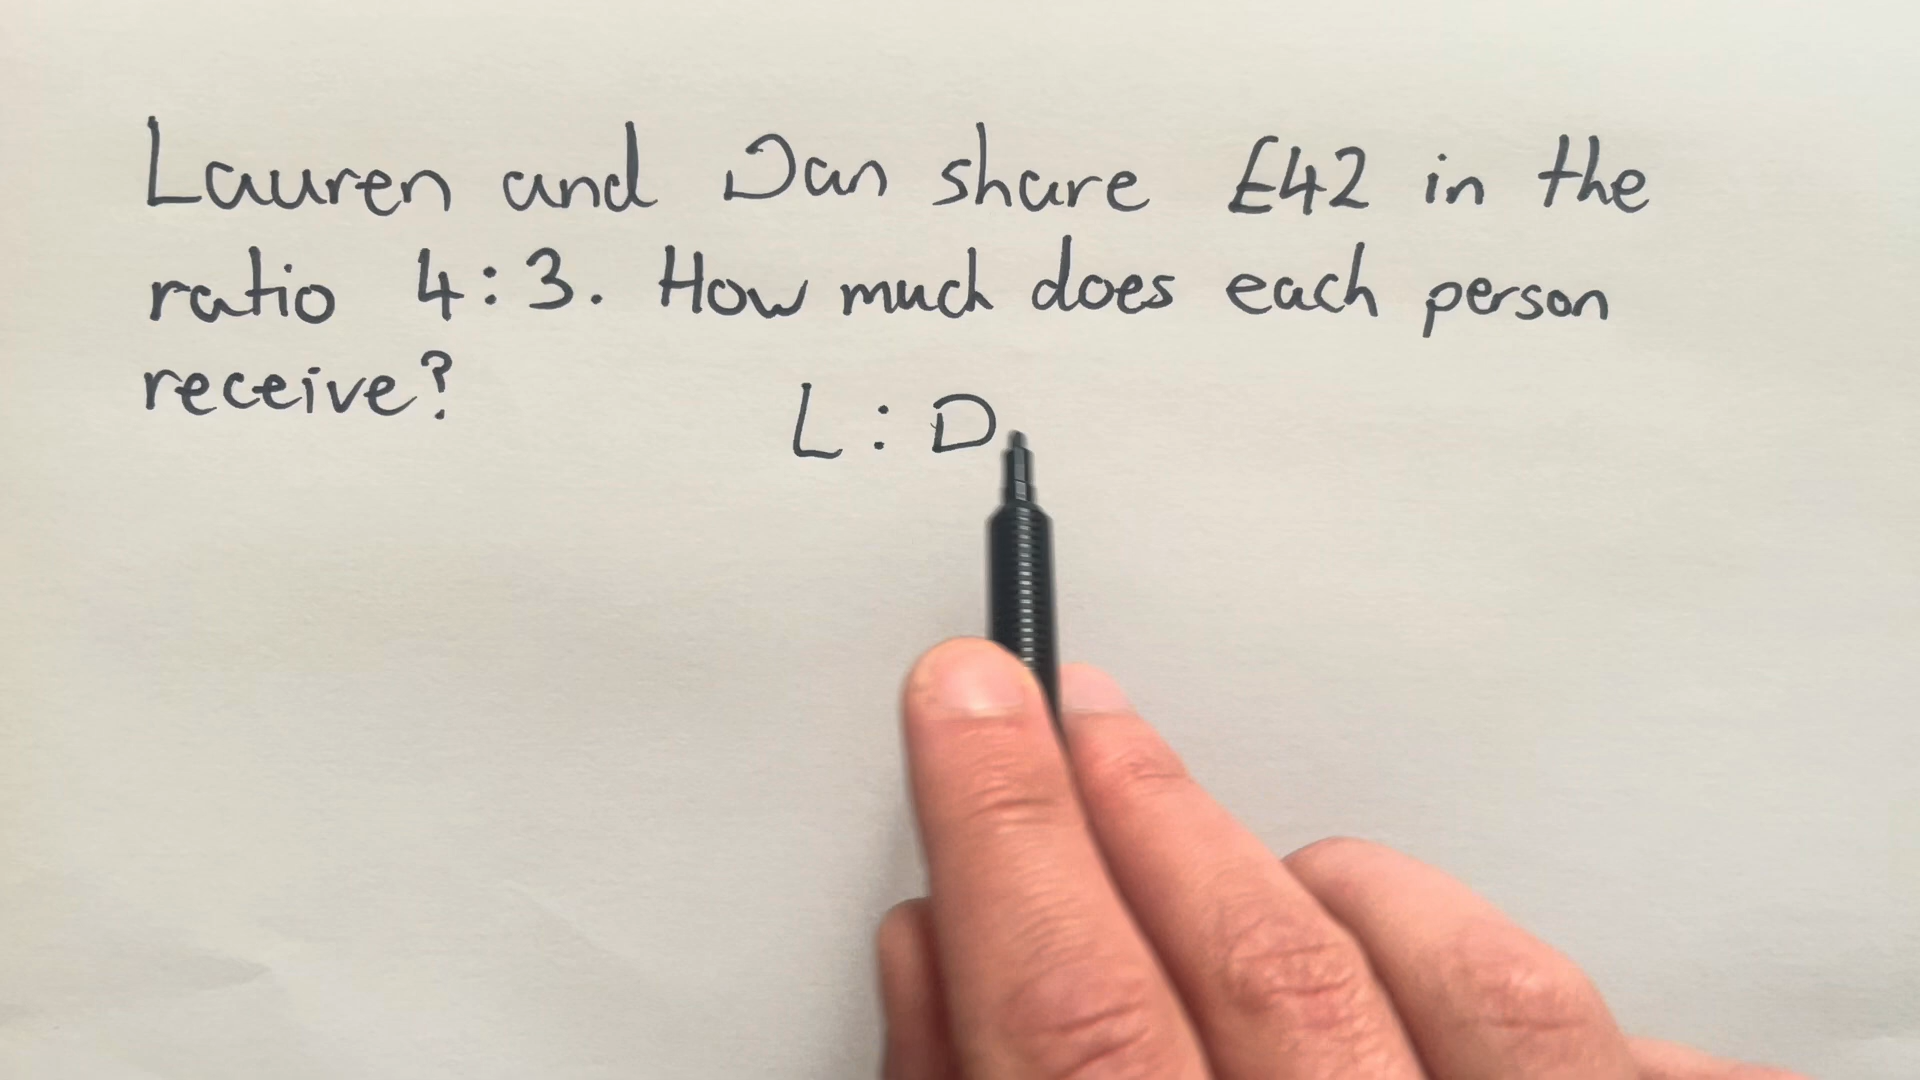 Lauren and Dan share £42 in the
ratio 4:3. How much does each person
receive?
L : D